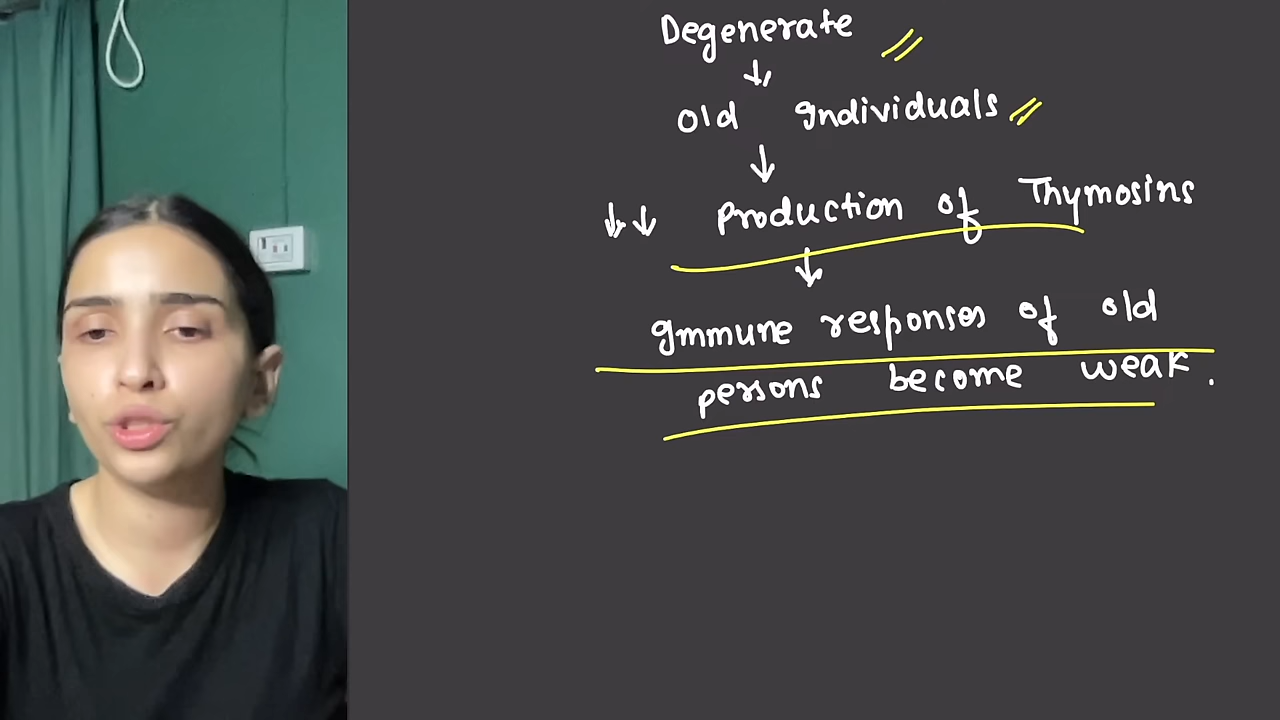 Degenerate
Old Individuals
↓↓ Production of Thymosins
Immune responses of old
persons become weak.